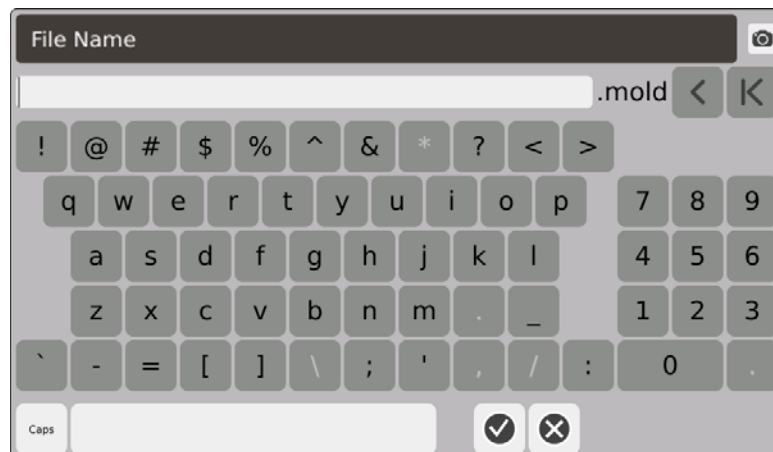 File Name
.mold < K
! @ # $ % ^ & * ? < >
q w e r t y u i o p 7 8 9
a s d f g h j k l 4 5 6
z x c v b n m . _ 1 2 3
` - = [ ] \ ; ' , / : 0 .
Caps